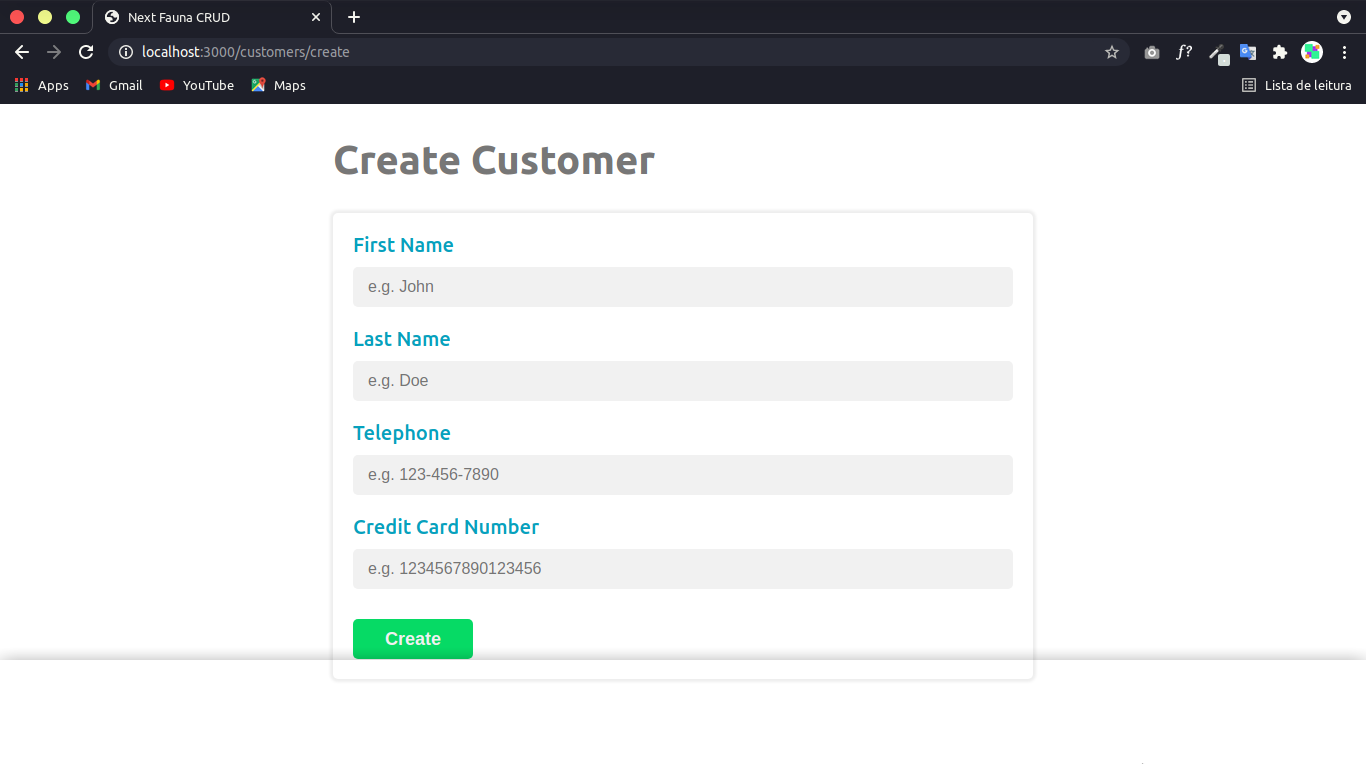 Next Fauna CRUD
localhost:3000/customers/create
f?
Apps Gmail YouTube Maps Lista de leitura
Create Customer
First Name
e.g. John
Last Name
e.g. Doe
Telephone
e.g. 123-456-7890
Credit Card Number
e.g. 1234567890123456
Create